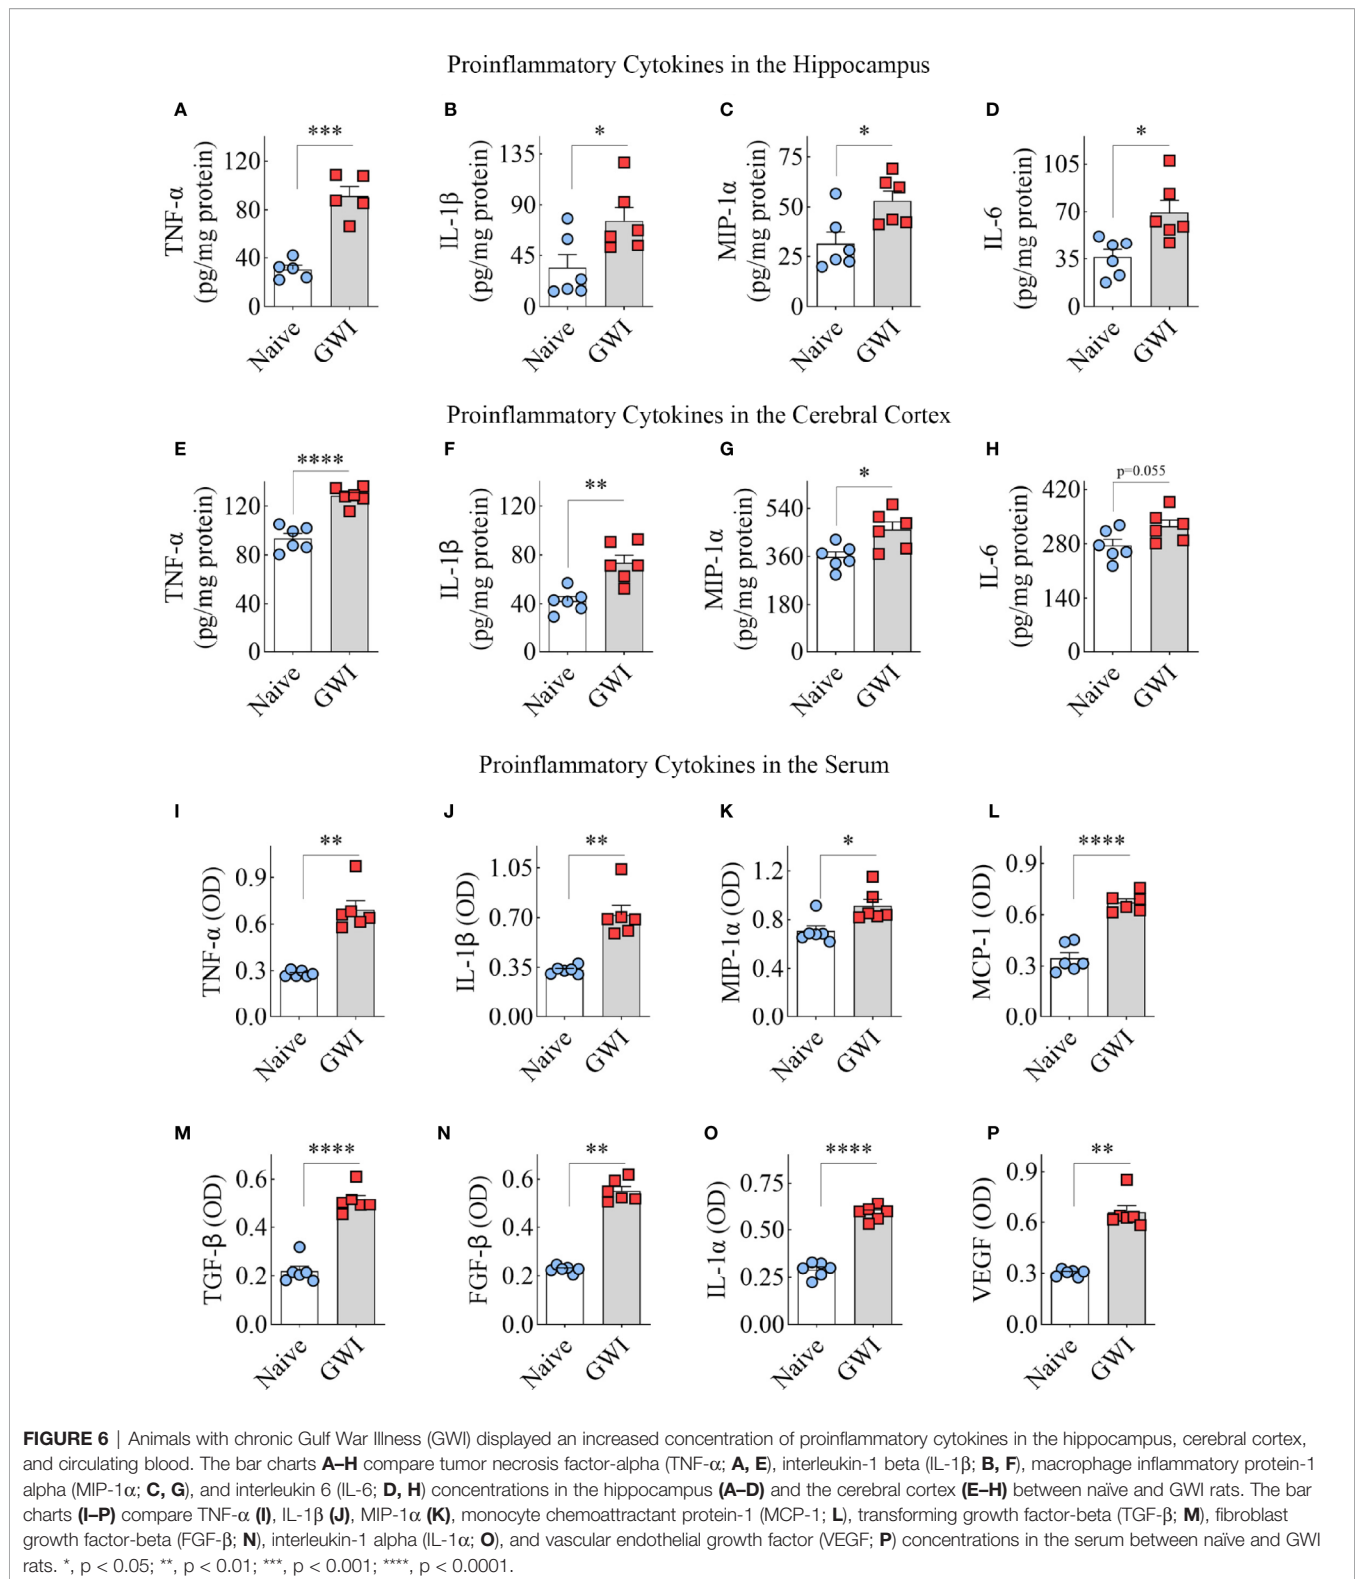 Proinflammatory Cytokines in the Hippocampus
A
B
C
D
***
*
*
*
TNF-α
(pg/mg protein)
120
80
40
0
Naive
GWI
IL-1β
(pg/mg protein)
135
90
45
0
Naive
GWI
MIP-1α
(pg/mg protein)
75
50
25
0
Naive
GWI
IL-6
(pg/mg protein)
105
70
35
0
Naive
GWI
Proinflammatory Cytokines in the Cerebral Cortex
E
F
G
H
****
**
*
p=0.055
TNF-α
(pg/mg protein)
120
80
40
0
Naive
GWI
IL-1β
(pg/mg protein)
120
80
40
0
Naive
GWI
MIP-1α
(pg/mg protein)
540
360
180
0
Naive
GWI
IL-6
(pg/mg protein)
420
280
140
0
Naive
GWI
Proinflammatory Cytokines in the Serum
I
J
K
L
**
**
*
****
TNF-α (OD)
0.9
0.6
0.3
0.0
Naive
GWI
IL-1β (OD)
1.05
0.70
0.35
0.00
Naive
GWI
MIP-1α (OD)
1.2
0.8
0.4
0.0
Naive
GWI
MCP-1 (OD)
0.9
0.6
0.3
0.0
Naive
GWI
M
N
O
P
****
**
****
**
TGF-β (OD)
0.6
0.4
0.2
0.0
Naive
GWI
FGF-β (OD)
0.6
0.4
0.2
0.0
Naive
GWI
IL-1α (OD)
0.75
0.50
0.25
0.00
Naive
GWI
VEGF (OD)
0.9
0.6
0.3
0.0
Naive
GWI
FIGURE 6 | Animals with chronic Gulf War Illness (GWI) displayed an increased concentration of proinflammatory cytokines in the hippocampus, cerebral cortex,
and circulating blood. The bar charts A–H compare tumor necrosis factor-alpha (TNF-α; A, E), interleukin-1 beta (IL-1β; B, F), macrophage inflammatory protein-1
alpha (MIP-1α; C, G), and interleukin 6 (IL-6; D, H) concentrations in the hippocampus (A–D) and the cerebral cortex (E–H) between naïve and GWI rats. The bar
charts (I–P) compare TNF-α (I), IL-1β (J), MIP-1α (K), monocyte chemoattractant protein-1 (MCP-1; L), transforming growth factor-beta (TGF-β; M), fibroblast
growth factor-beta (FGF-β; N), interleukin-1 alpha (IL-1α; O), and vascular endothelial growth factor (VEGF; P) concentrations in the serum between naïve and GWI
rats. *, p < 0.05; **, p < 0.01; ***, p < 0.001; ****, p < 0.0001.